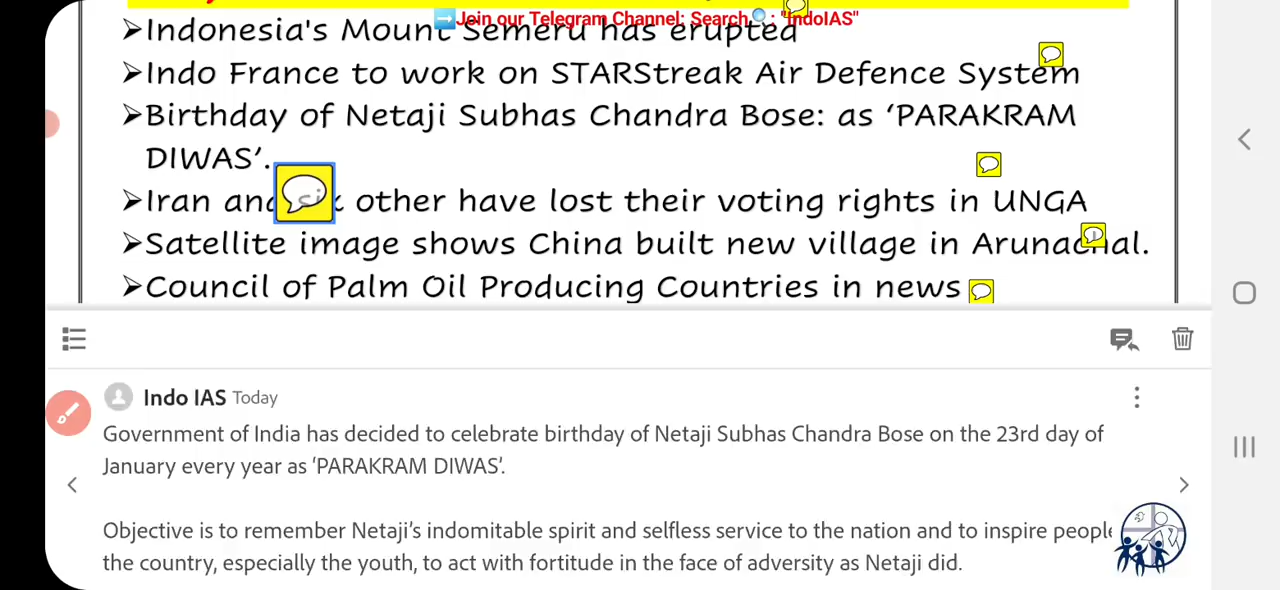 ➡Join our Telegram Channel: Search🔍: "IndoIAS"
➢Indonesia's Mount Semeru has erupted
➢Indo France to work on STARStreak Air Defence System
➢Birthday of Netaji Subhas Chandra Bose: as ‘PARAKRAM
DIWAS’.
➢Iran and six other have lost their voting rights in UNGA
➢Satellite image shows China built new village in Arunachal.
➢Council of Palm Oil Producing Countries in news
Indo IAS Today
Government of India has decided to celebrate birthday of Netaji Subhas Chandra Bose on the 23rd day of
January every year as ‘PARAKRAM DIWAS’.
Objective is to remember Netaji’s indomitable spirit and selfless service to the nation and to inspire people
the country, especially the youth, to act with fortitude in the face of adversity as Netaji did.